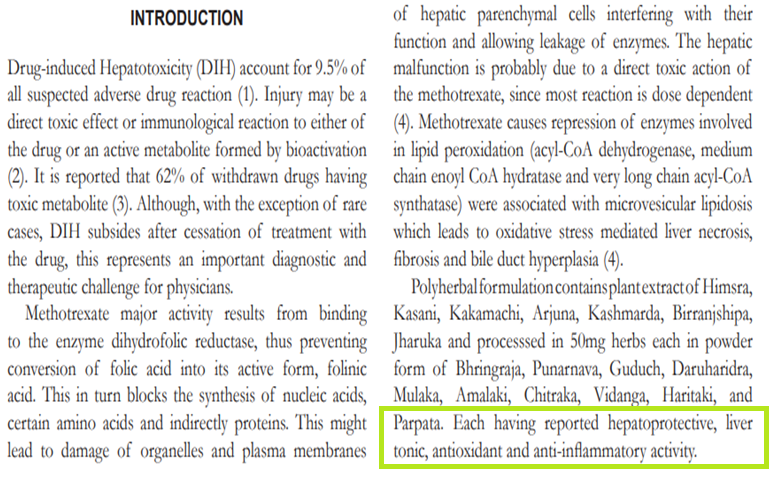 INTRODUCTION
Drug-induced Hepatotoxicity (DIH) account for 9.5% of
all suspected adverse drug reaction (1). Injury may be a
direct toxic effect or immunological reaction to either of
the drug or an active metabolite formed by bioactivation
(2). It is reported that 62% of withdrawn drugs having
toxic metabolite (3). Although, with the exception of rare
cases, DIH subsides after cessation of treatment with
the drug, this represents an important diagnostic and
therapeutic challenge for physicians.
Methotrexate major activity results from binding
to the enzyme dihydrofolic reductase, thus preventing
conversion of folic acid into its active form, folinic
acid. This in turn blocks the synthesis of nucleic acids,
certain amino acids and indirectly proteins. This might
lead to damage of organelles and plasma membranes
of hepatic parenchymal cells interfering with their
function and allowing leakage of enzymes. The hepatic
malfunction is probably due to a direct toxic action of
the methotrexate, since most reaction is dose dependent
(4). Methotrexate causes repression of enzymes involved
in lipid peroxidation (acyl-CoA dehydrogenase, medium
chain enoyl CoA hydratase and very long chain acyl-CoA
synthatase) were associated with microvesicular lipidosis
which leads to oxidative stress mediated liver necrosis,
fibrosis and bile duct hyperplasia (4).
Polyherbal formulation contains plant extract of Himsra,
Kasani, Kakamachi, Arjuna, Kashmarda, Birranjshipa,
Jharuka and processsed in 50mg herbs each in powder
form of Bhringraja, Punarnava, Guduch, Daruharidra,
Mulaka, Amalaki, Chitraka, Vidanga, Haritaki, and
Parpata. Each having reported hepatoprotective, liver
tonic, antioxidant and anti-inflammatory activity.